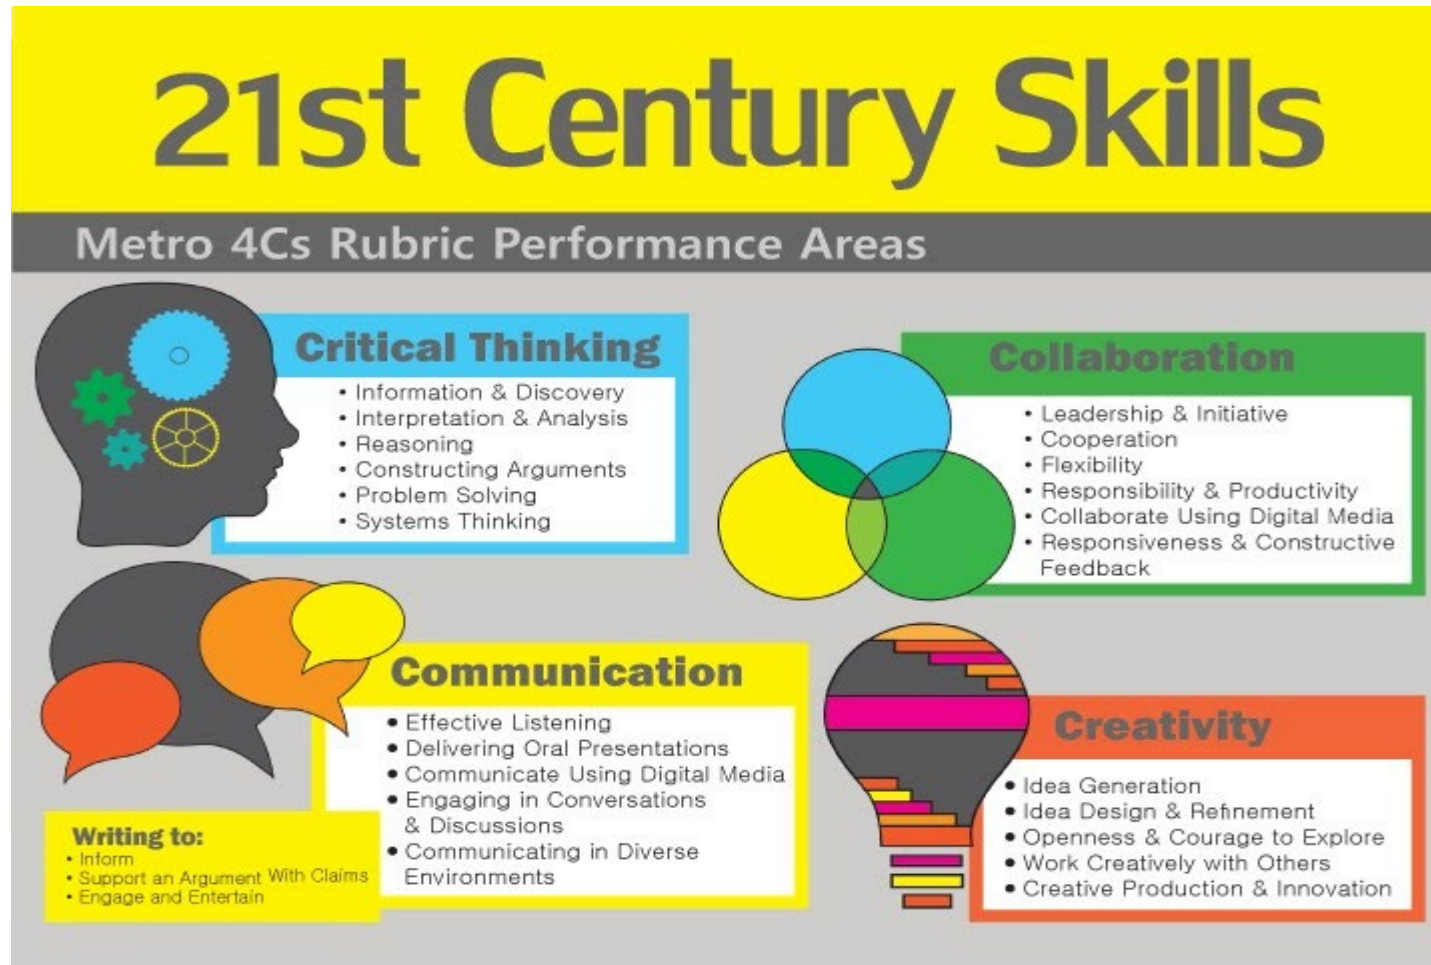 21st Century Skills
Metro 4Cs Rubric Performance Areas
Critical Thinking
• Information & Discovery
• Interpretation & Analysis
• Reasoning
• Constructing Arguments
• Problem Solving
• Systems Thinking
Collaboration
• Leadership & Initiative
• Cooperation
• Flexibility
• Responsibility & Productivity
• Collaborate Using Digital Media
• Responsiveness & Constructive
Feedback
Communication
• Effective Listening
• Delivering Oral Presentations
• Communicate Using Digital Media
• Engaging in Conversations
& Discussions
• Communicating in Diverse
Environments
Writing to:
• Inform
• Support an Argument With Claims
• Engage and Entertain
Creativity
• Idea Generation
• Idea Design & Refinement
• Openness & Courage to Explore
• Work Creatively with Others
• Creative Production & Innovation